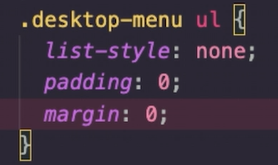 .desktop-menu ul {
list-style: none;
padding: 0;
margin: 0;
}